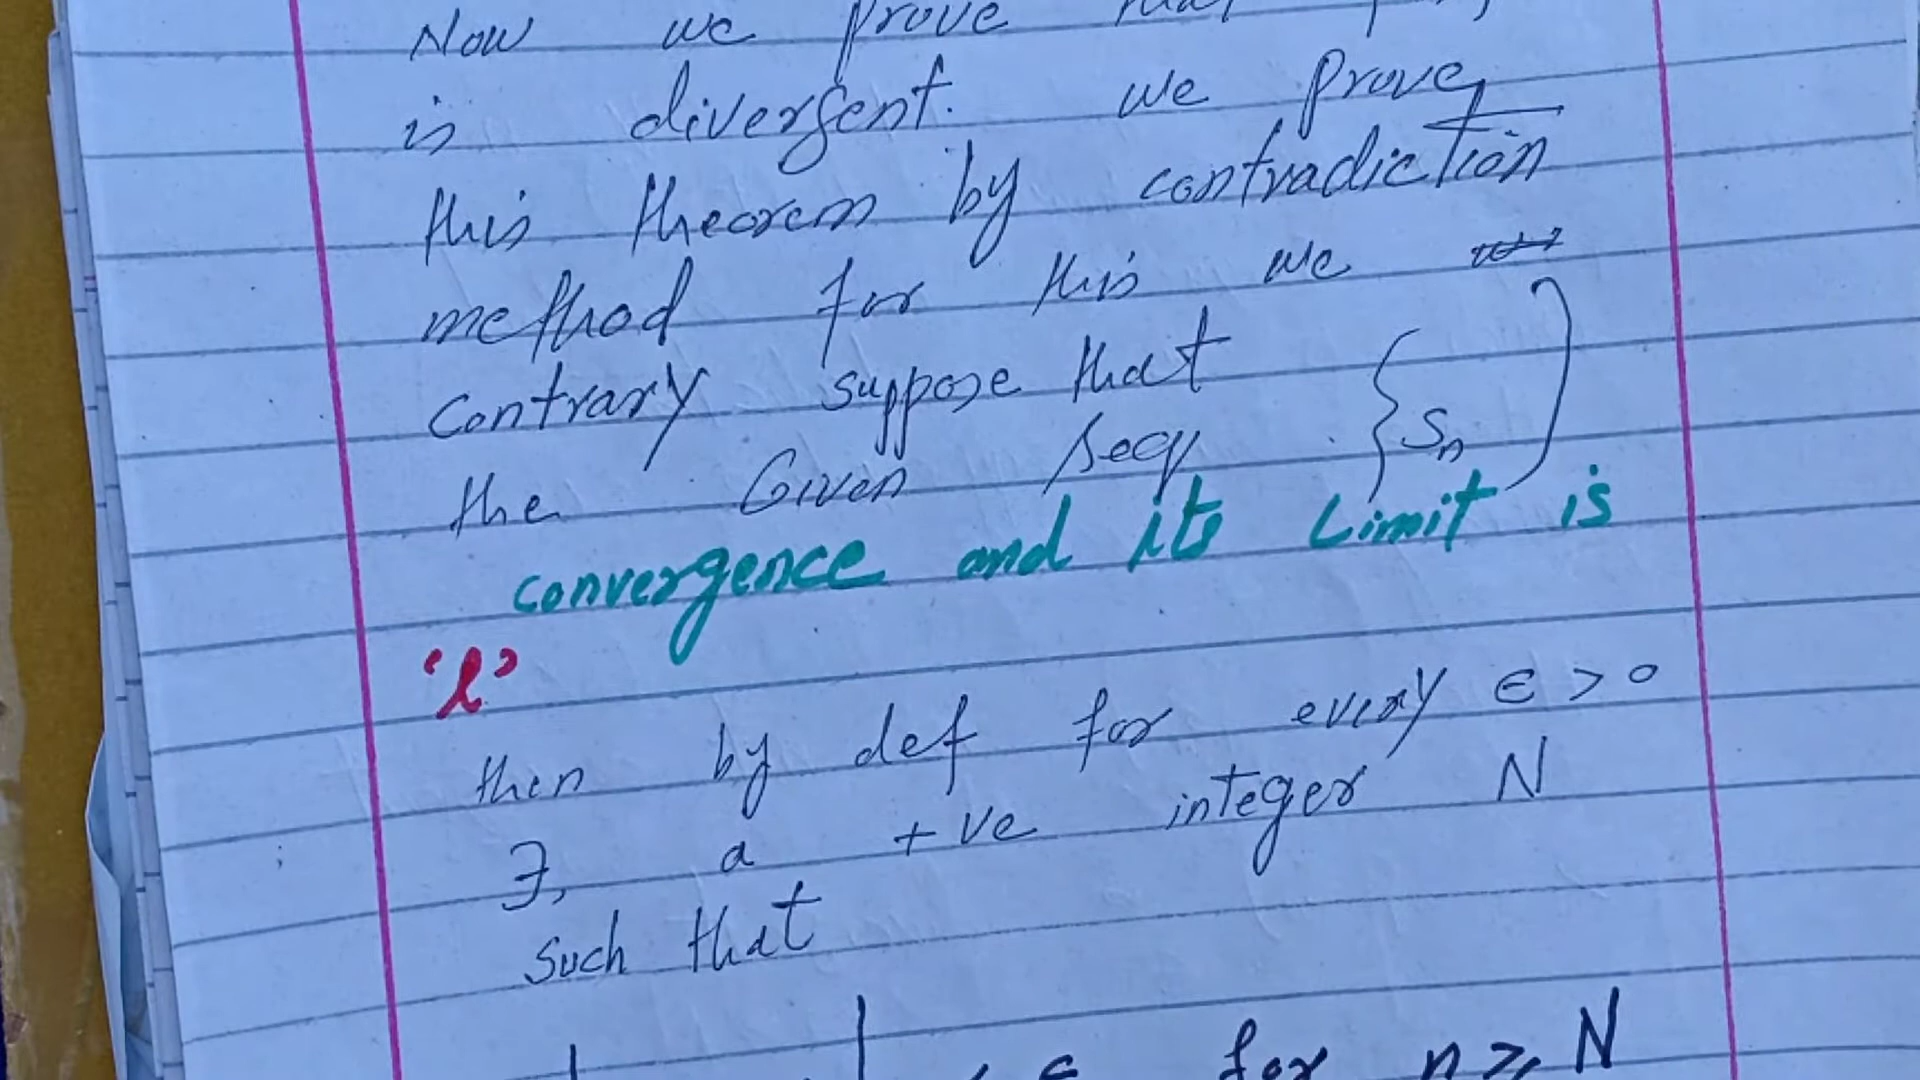 Now we prove that
is divergent. we prove
this theorem by contradiction
method for this we
contrary suppose that
the Given seq {Sn}
convergence and its Limit is
'l'
then by def for every ∈ > 0
∃, a +ve integer N
such that
for n ≥ N